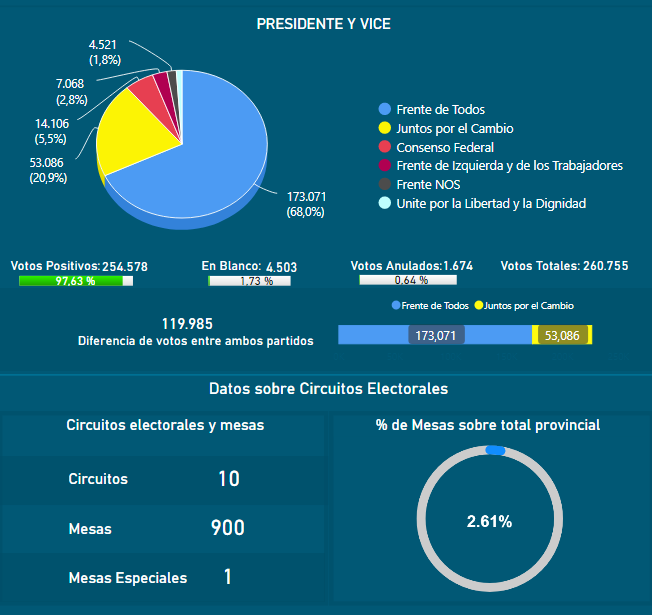 PRESIDENTE Y VICE
4.521
(1,8%)
7.068
(2,8%)
14.106
(5,5%)
53.086
(20,9%)
173.071
(68,0%)
Frente de Todos
Juntos por el Cambio
Consenso Federal
Frente de Izquierda y de los Trabajadores
Frente NOS
Unite por la Libertad y la Dignidad
Votos Positivos: 254.578
97,63 %
En Blanco: 4.503
1,73 %
Votos Anulados: 1.674
0.64 %
Votos Totales: 260.755
119.985
Diferencia de votos entre ambos partidos
Frente de Todos Juntos por el Cambio
173,071 53,086
Datos sobre Circuitos Electorales
Circuitos electorales y mesas
Circuitos 10
Mesas 900
Mesas Especiales 1
% de Mesas sobre total provincial
2.61%